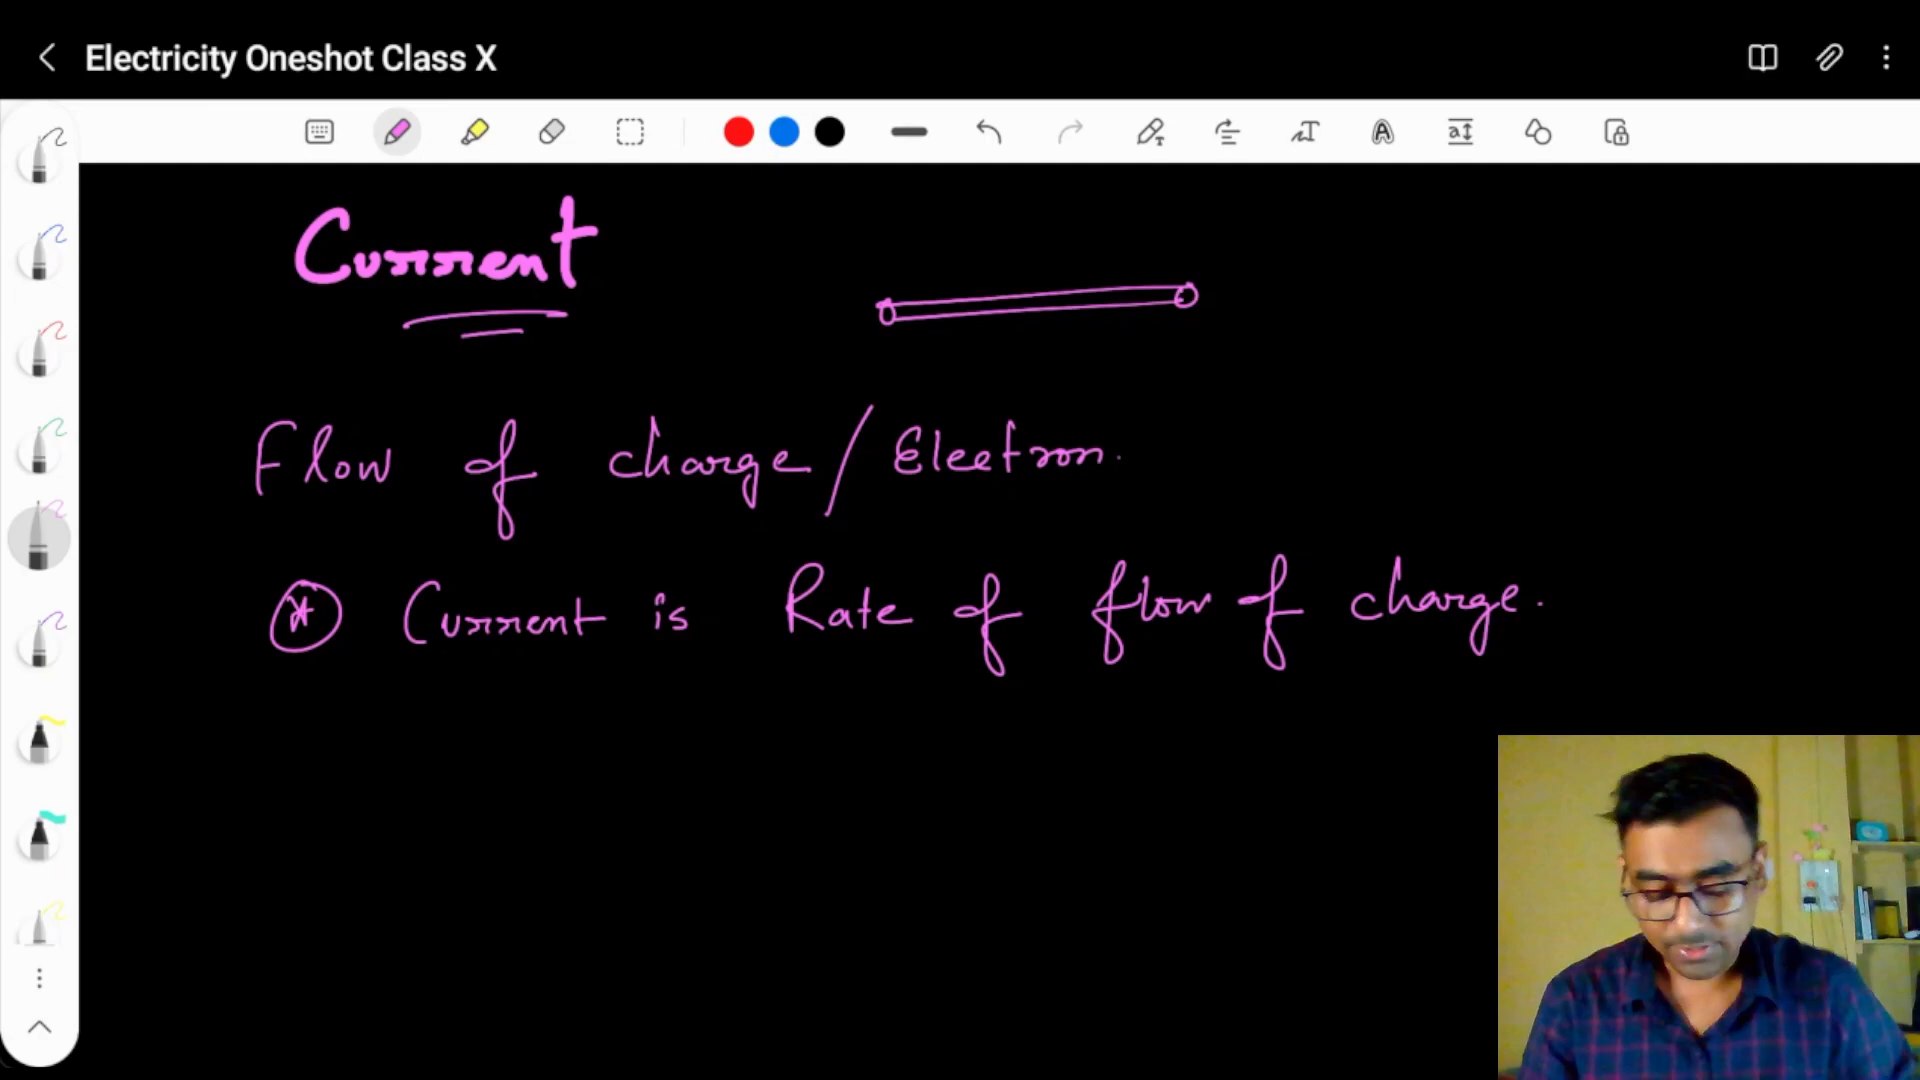 Electricity Oneshot Class X
Current
Flow of charge/Electron.
* Current is Rate of flow of charge.